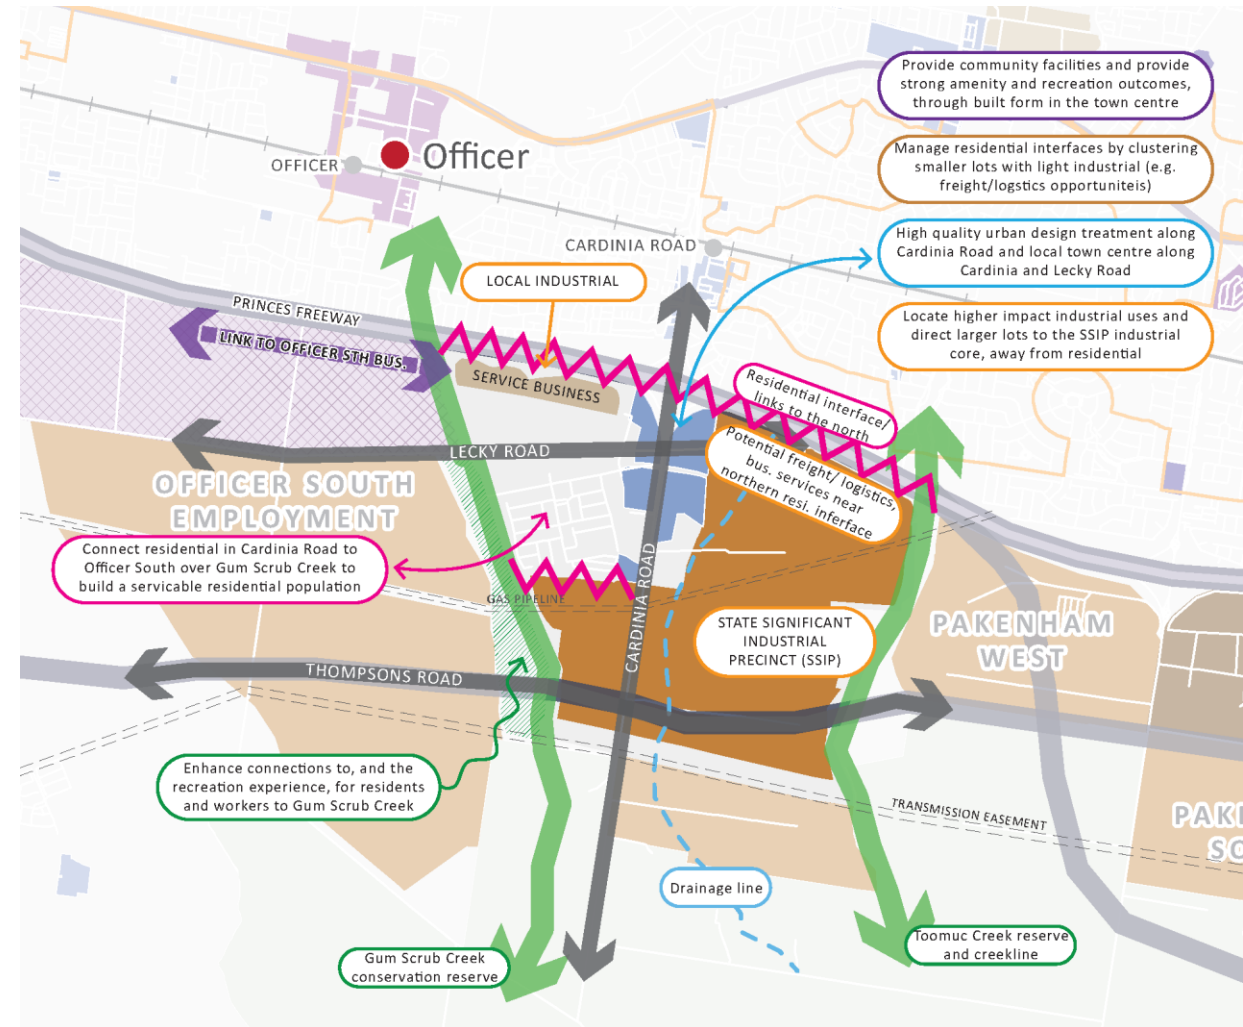 Provide community facilities and provide
strong amenity and recreation outcomes,
through built form in the town centre
Manage residential interfaces by clustering
smaller lots with light industrial (e.g.
freight/logstics opportuniteis)
High quality urban design treatment along
Cardinia Road and local town centre along
Cardinia and Lecky Road
Locate higher impact industrial uses and
direct larger lots to the SSIP industrial
core, away from residential
OFFICER
Officer
CARDINIA ROAD
LOCAL INDUSTRIAL
PRINCES FREEWAY
LINK TO OFFICER STH BUS.
SERVICE BUSINESS
Residential interface/
links to the north
LECKY ROAD
Potential freight/ logistics,
bus. services near
northern resi. inferface
OFFICER SOUTH
EMPLOYMENT
Connect residential in Cardinia Road to
Officer South over Gum Scrub Creek to
build a servicable residential population
GAS PIPELINE
CARDINIA ROAD
STATE SIGNIFICANT
INDUSTRIAL
PRECINCT (SSIP)
PAKENHAM
WEST
THOMPSONS ROAD
Enhance connections to, and the
recreation experience, for residents
and workers to Gum Scrub Creek
TRANSMISSION EASEMENT
PAK
SO
Drainage line
Gum Scrub Creek
conservation reserve
Toomuc Creek reserve
and creekline